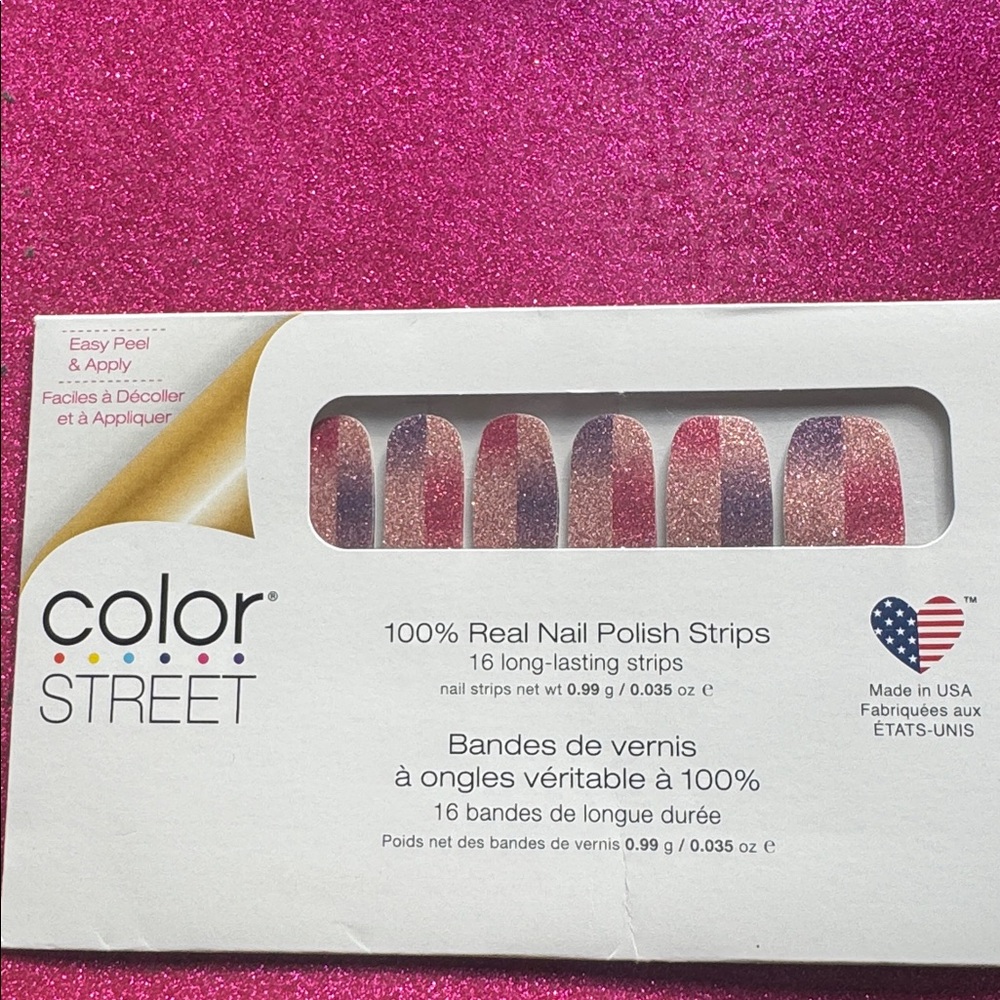 Easy Peel
& Apply
Faciles à Décoller
et à Appliquer
color®
STREET
100% Real Nail Polish Strips
16 long-lasting strips
nail strips net wt 0.99 g / 0.035 oz ℮
Bandes de vernis
à ongles véritable à 100%
16 bandes de longue durée
Poids net des bandes de vernis 0.99 g / 0.035 oz ℮
™
Made in USA
Fabriquées aux
ÉTATS-UNIS